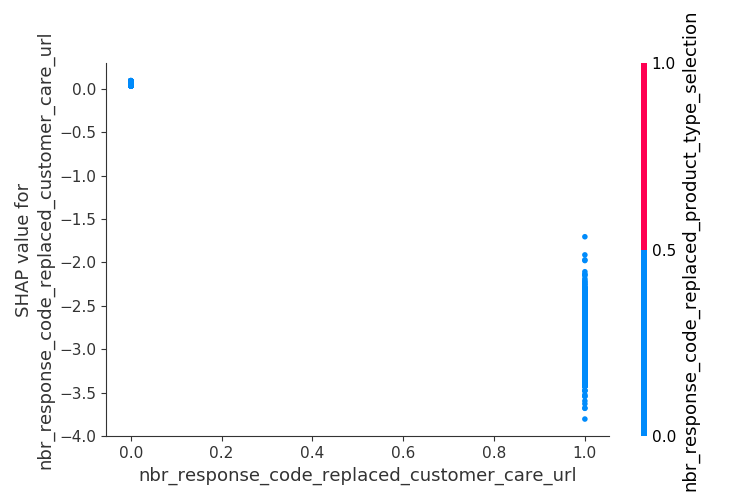 SHAP value for
nbr_response_code_replaced_customer_care_url
0.0
−0.5
−1.0
−1.5
−2.0
−2.5
−3.0
−3.5
−4.0
0.0 0.2 0.4 0.6 0.8 1.0
nbr_response_code_replaced_customer_care_url
1.0
0.5
0.0
nbr_response_code_replaced_product_type_selection